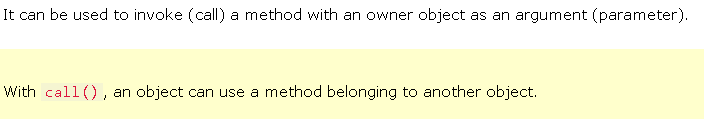 It can be used to invoke (call) a method with an owner object as an argument (parameter).
With call(), an object can use a method belonging to another object.